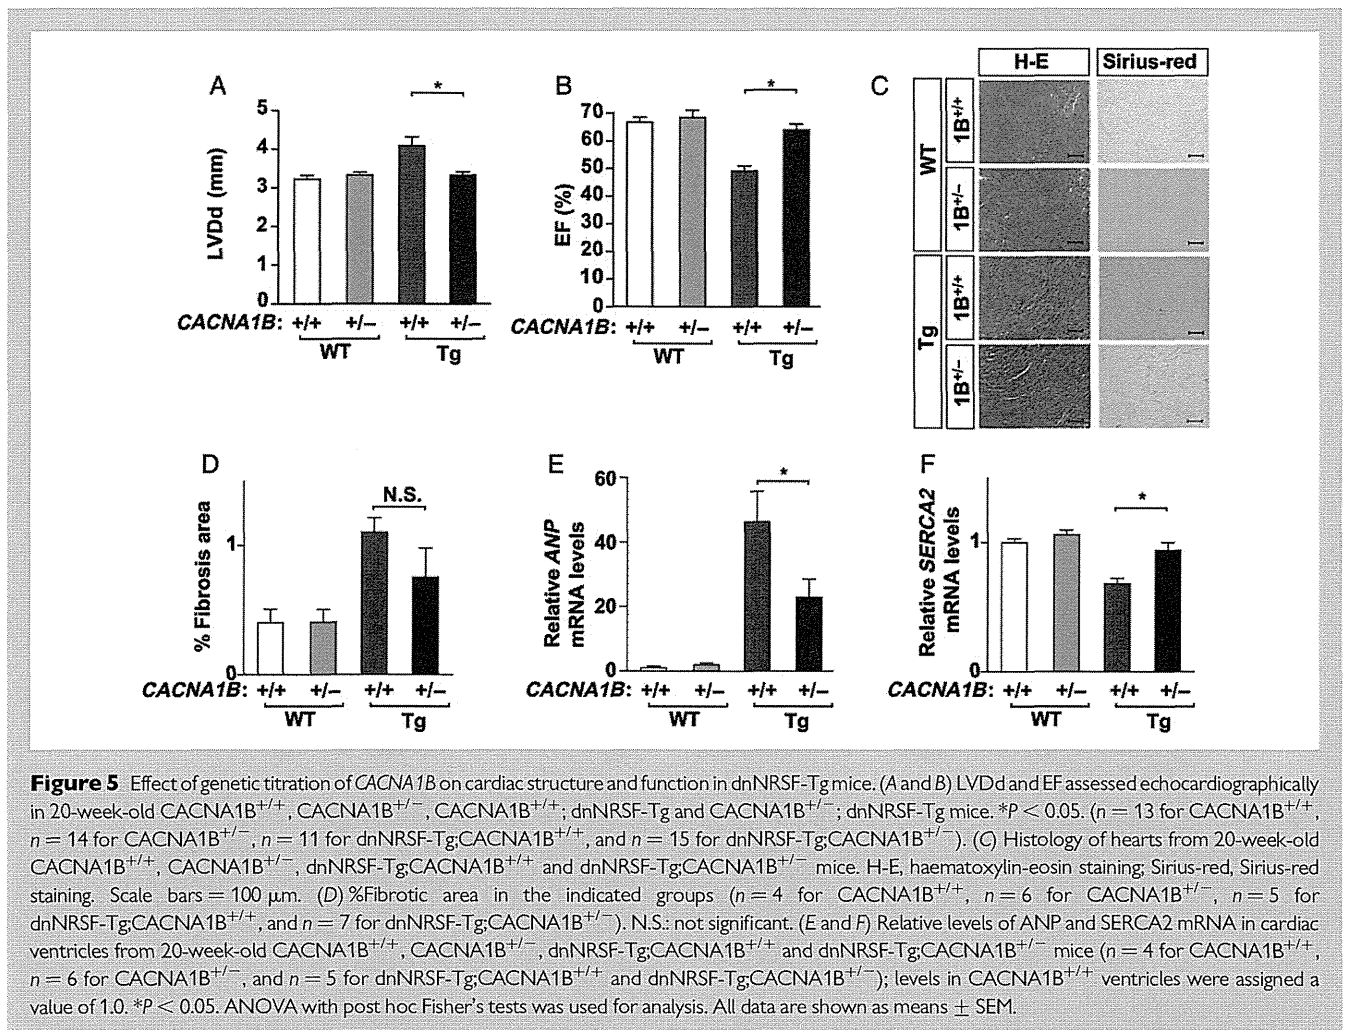 A
*
5
4
3
2
1
0
LVDd (mm)
CACNA1B: +/+ +/− +/+ +/−
WT Tg
B
*
70
60
50
40
30
20
10
0
EF (%)
CACNA1B: +/+ +/− +/+ +/−
WT Tg
C
H-E Sirius-red
WT
1B+/+
1B+/−
Tg
1B+/+
1B+/−
D
N.S.
1
0
% Fibrosis area
CACNA1B: +/+ +/− +/+ +/−
WT Tg
E
*
60
40
20
0
Relative ANP
mRNA levels
CACNA1B: +/+ +/− +/+ +/−
WT Tg
F
*
1
0
Relative SERCA2
mRNA levels
CACNA1B: +/+ +/− +/+ +/−
WT Tg
Figure 5 Effect of genetic titration of CACNA1B on cardiac structure and function in dnNRSF-Tg mice. (A and B) LVDd and EF assessed echocardiographically
in 20-week-old CACNA1B+/+, CACNA1B+/−, CACNA1B+/+; dnNRSF-Tg and CACNA1B+/−; dnNRSF-Tg mice. *P < 0.05. (n = 13 for CACNA1B+/+,
n = 14 for CACNA1B+/−, n = 11 for dnNRSF-Tg;CACNA1B+/+, and n = 15 for dnNRSF-Tg;CACNA1B+/−). (C) Histology of hearts from 20-week-old
CACNA1B+/+, CACNA1B+/−, dnNRSF-Tg;CACNA1B+/+ and dnNRSF-Tg;CACNA1B+/− mice. H-E, haematoxylin-eosin staining; Sirius-red, Sirius-red
staining. Scale bars = 100 μm. (D) %Fibrotic area in the indicated groups (n = 4 for CACNA1B+/+, n = 6 for CACNA1B+/−, n = 5 for
dnNRSF-Tg;CACNA1B+/+, and n = 7 for dnNRSF-Tg;CACNA1B+/−). N.S.: not significant. (E and F) Relative levels of ANP and SERCA2 mRNA in cardiac
ventricles from 20-week-old CACNA1B+/+, CACNA1B+/−, dnNRSF-Tg;CACNA1B+/+ and dnNRSF-Tg;CACNA1B+/− mice (n = 4 for CACNA1B+/+,
n = 6 for CACNA1B+/−, and n = 5 for dnNRSF-Tg;CACNA1B+/+ and dnNRSF-Tg;CACNA1B+/−); levels in CACNA1B+/+ ventricles were assigned a
value of 1.0. *P < 0.05. ANOVA with post hoc Fisher's tests was used for analysis. All data are shown as means ± SEM.